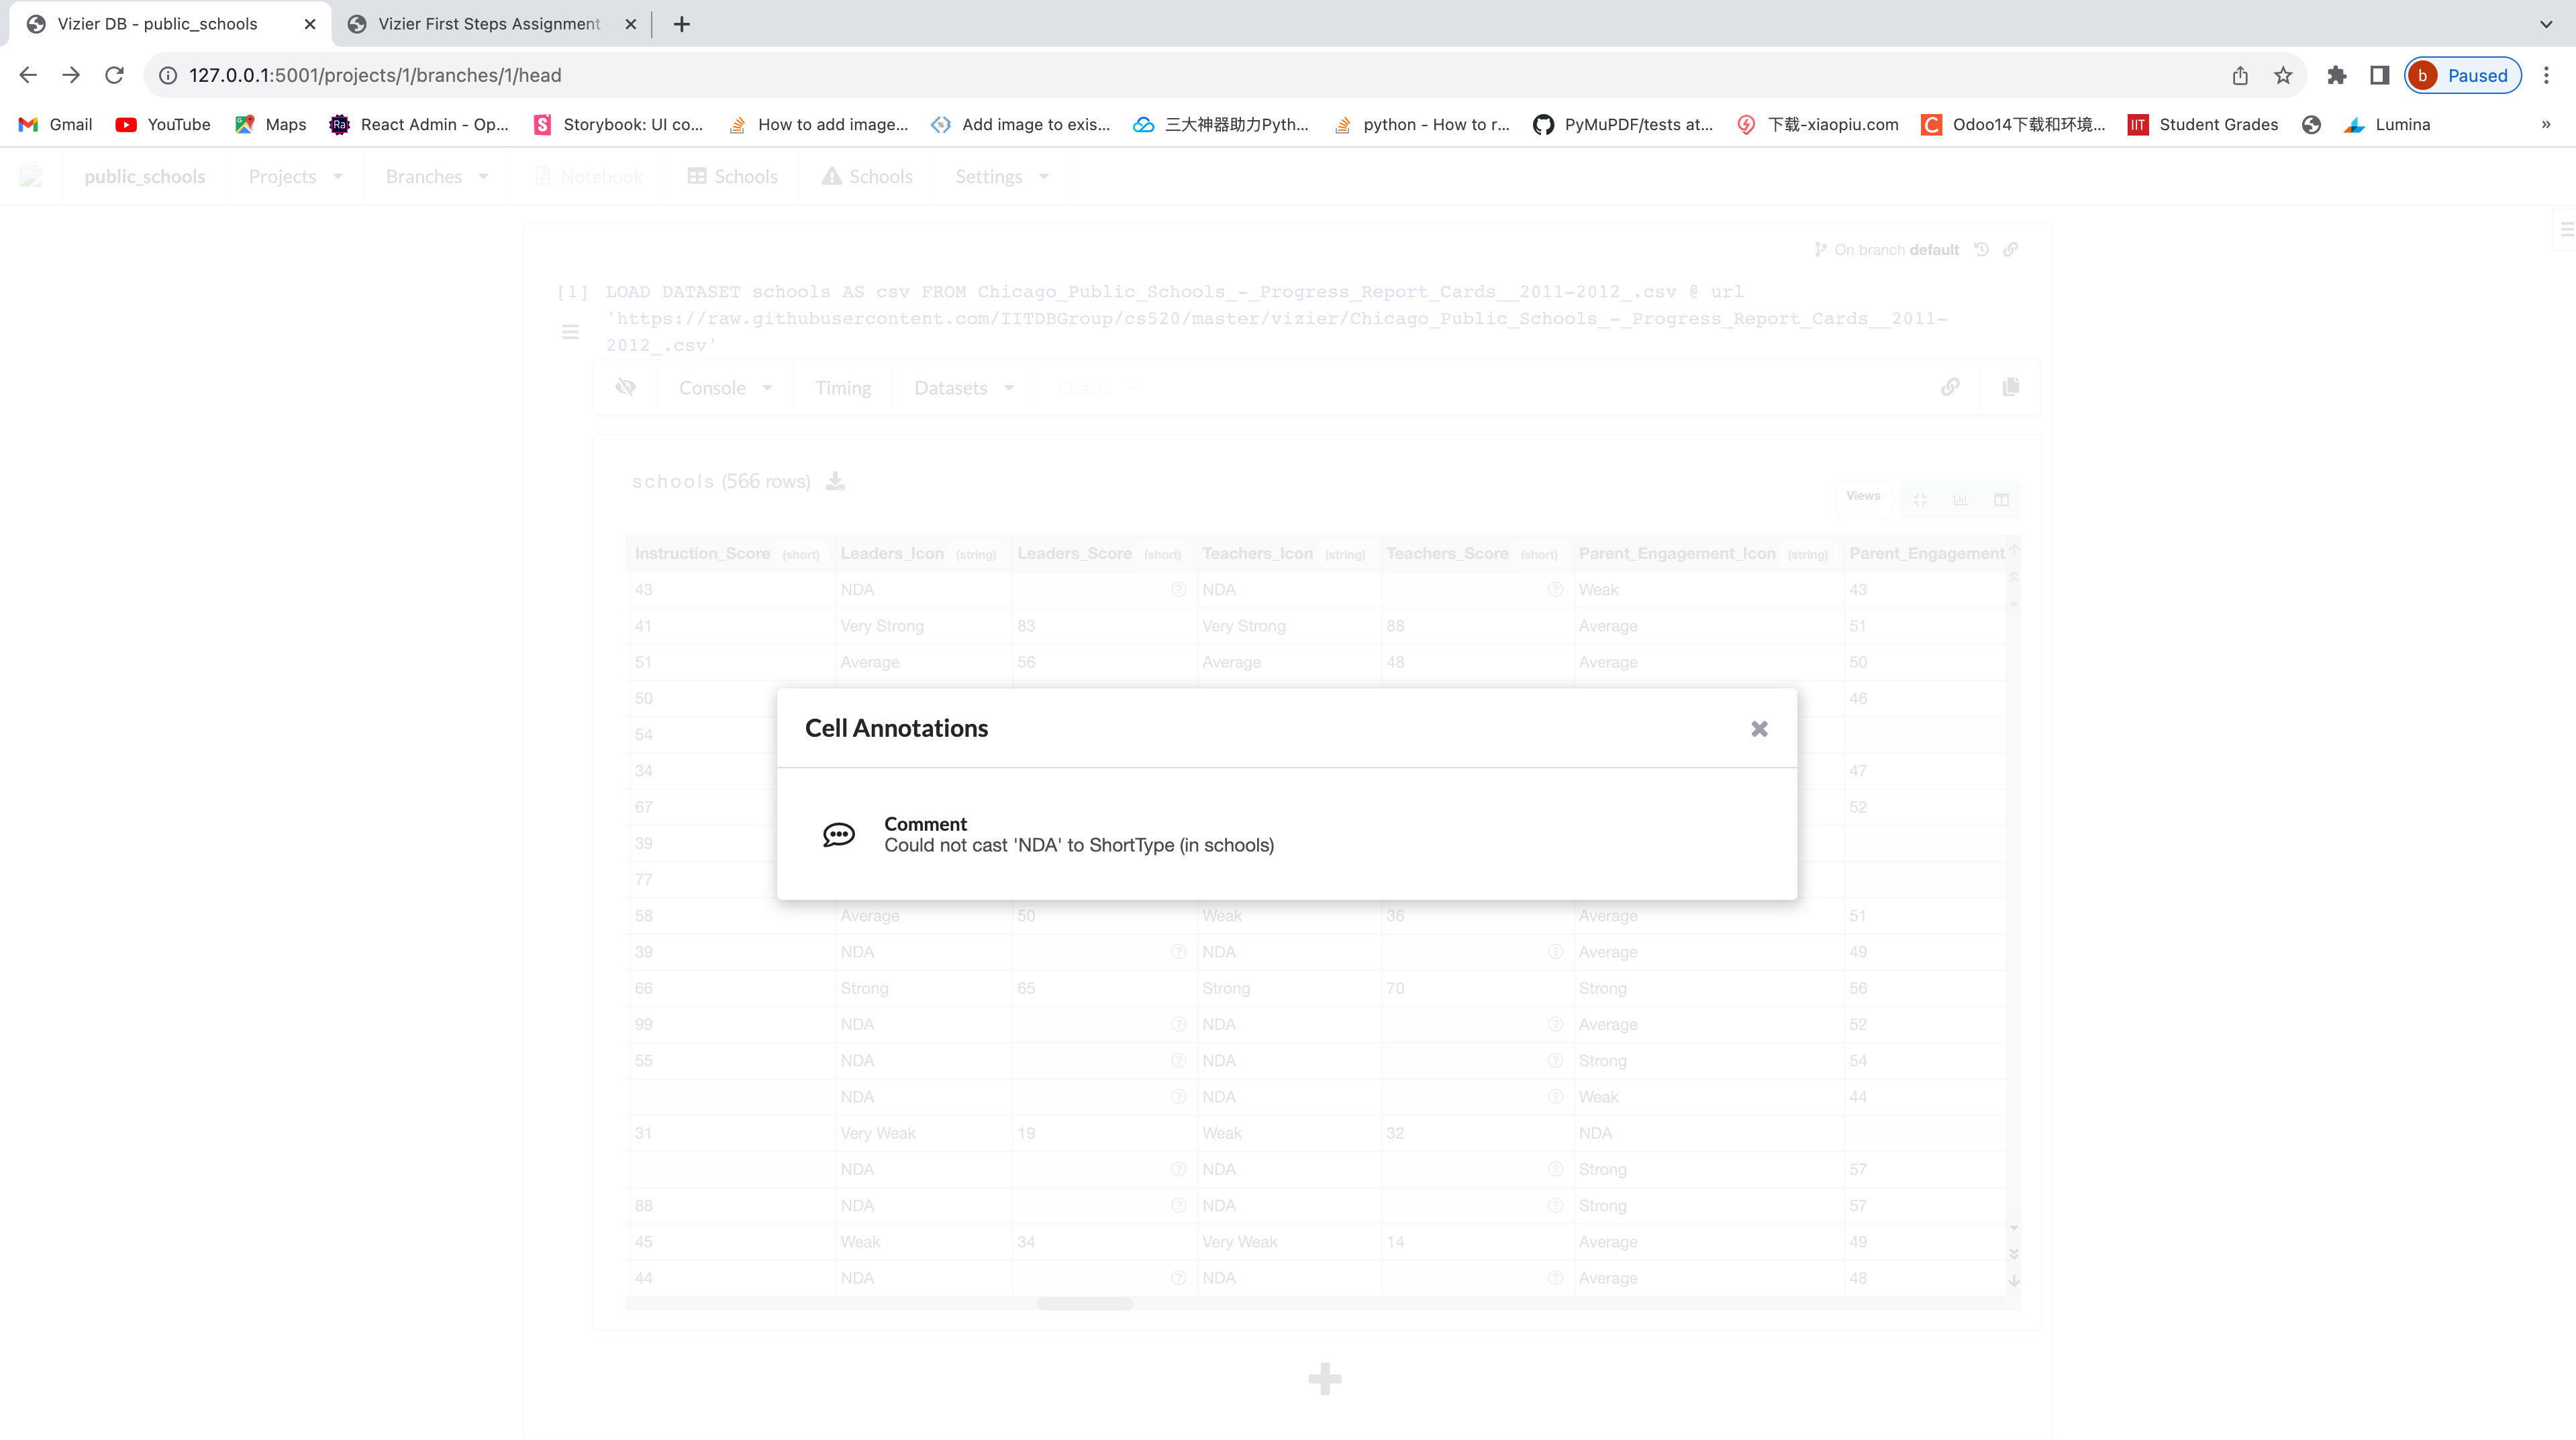 Vizier DB - public_schools
Vizier First Steps Assignment
127.0.0.1:5001/projects/1/branches/1/head
b Paused
Gmail YouTube Maps Ra React Admin - Op... S Storybook: UI co... How to add image... Add image to exis... 三大神器助力Pyth... python - How to r... PyMuPDF/tests at... 下载-xiaopiu.com C Odoo14下载和环境... IIT Student Grades Lumina »
public_schools Projects Branches Notebook Schools Schools Settings
On branch default
[1] LOAD DATASET schools AS csv FROM Chicago_Public_Schools_-_Progress_Report_Cards__2011-2012_.csv @ url
'https://raw.githubusercontent.com/IITDBGroup/cs520/master/vizier/Chicago_Public_Schools_-_Progress_Report_Cards__2011-
2012_.csv'
Console Timing Datasets Charts
schools (566 rows)
Views
Instruction_Score (short) Leaders_Icon (string) Leaders_Score (short) Teachers_Icon (string) Teachers_Score (short) Parent_Engagement_Icon (string) Parent_Engagement
43 NDA ? NDA ? Weak 43
41 Very Strong 83 Very Strong 88 Average 51
51 Average 56 Average 48 Average 50
50 46
54
34 47
67 52
39
77
Cell Annotations
Comment
Could not cast 'NDA' to ShortType (in schools)
58 Average 50 Weak 36 Average 51
39 NDA ? NDA ? Average 49
66 Strong 65 Strong 70 Strong 56
99 NDA ? NDA ? Average 52
55 NDA ? NDA ? Strong 54
NDA ? NDA ? Weak 44
31 Very Weak 19 Weak 32 NDA
NDA ? NDA ? Strong 57
88 NDA ? NDA ? Strong 57
45 Weak 34 Very Weak 14 Average 49
44 NDA ? NDA ? Average 48